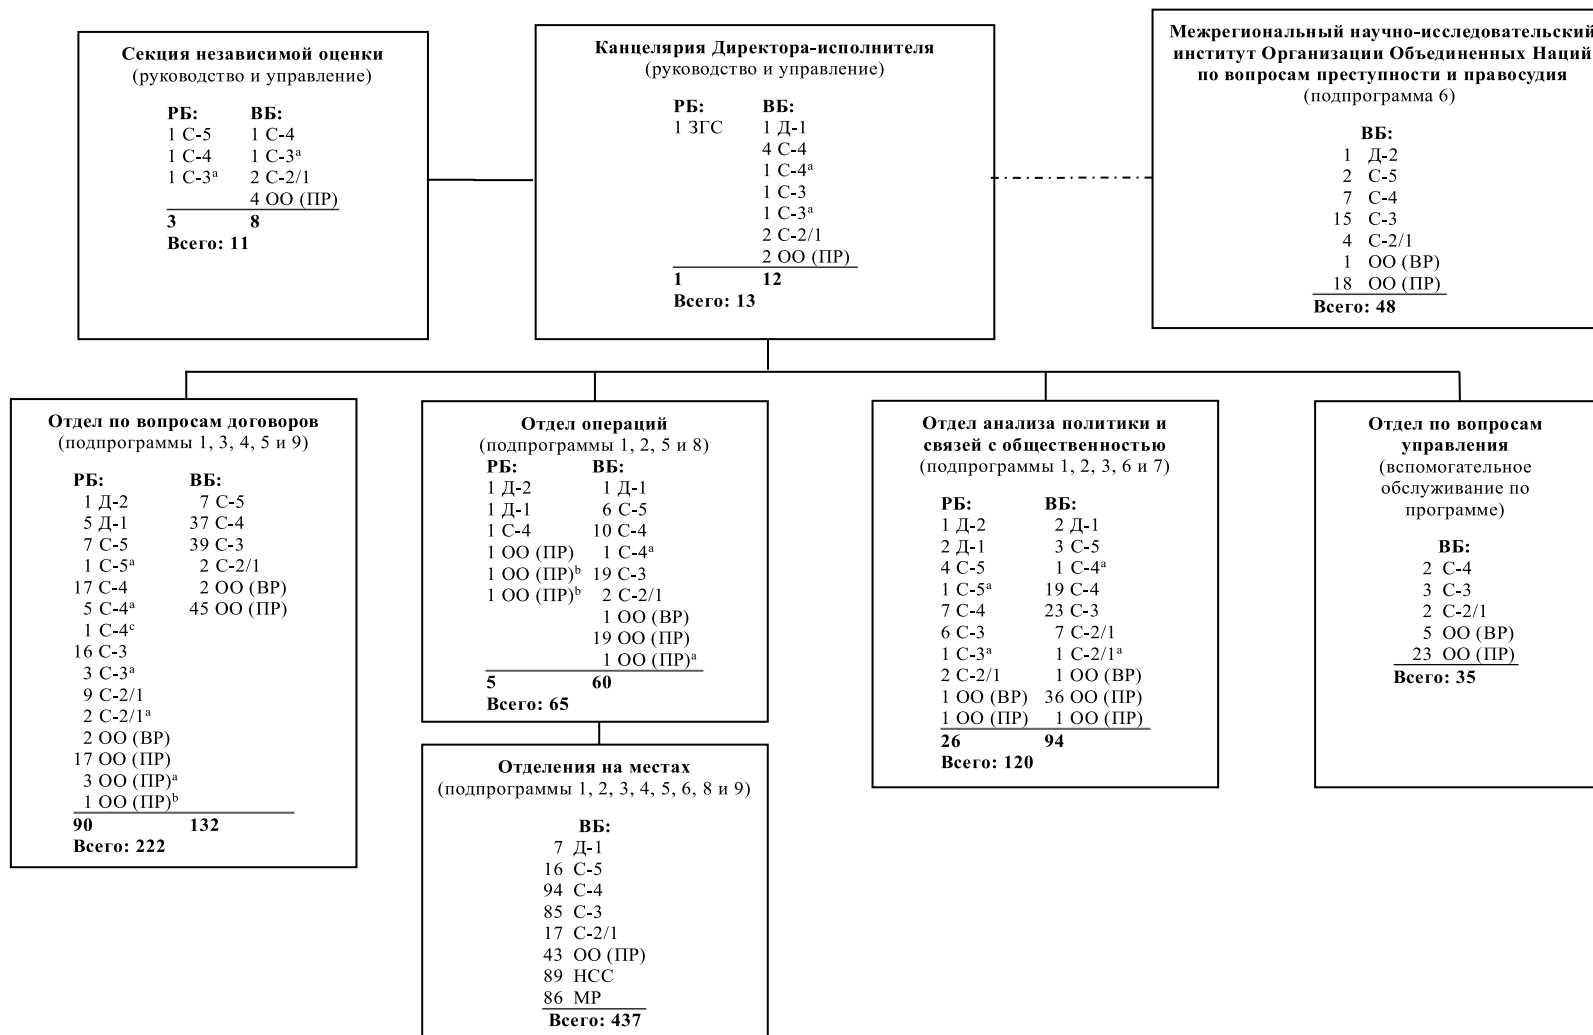 Секция независимой оценки
(руководство и управление)
РБ: ВБ:
1 С-5 1 С-4
1 С-4 1 С-3ᵃ
1 С-3ᵃ 2 С-2/1
4 ОО (ПР)
3 8
Всего: 11
Канцелярия Директора-исполнителя
(руководство и управление)
РБ: ВБ:
1 ЗГС 1 Д-1
4 С-4
1 С-4ᵃ
1 С-3
1 С-3ᵃ
2 С-2/1
2 ОО (ПР)
1 12
Всего: 13
Межрегиональный научно-исследовательский
институт Организации Объединенных Наций
по вопросам преступности и правосудия
(подпрограмма 6)
ВБ:
1 Д-2
2 С-5
7 С-4
15 С-3
4 С-2/1
1 ОО (ВР)
18 ОО (ПР)
Всего: 48
Отдел по вопросам договоров
(подпрограммы 1, 3, 4, 5 и 9)
РБ: ВБ:
1 Д-2 7 С-5
5 Д-1 37 С-4
7 С-5 39 С-3
1 С-5ᵃ 2 С-2/1
17 С-4 2 ОО (ВР)
5 С-4ᵃ 45 ОО (ПР)
1 С-4ᶜ
16 С-3
3 С-3ᵃ
9 С-2/1
2 С-2/1ᵃ
2 ОО (ВР)
17 ОО (ПР)
3 ОО (ПР)ᵃ
1 ОО (ПР)ᵇ
90 132
Всего: 222
Отдел операций
(подпрограммы 1, 2, 5 и 8)
РБ: ВБ:
1 Д-2 1 Д-1
1 Д-1 6 С-5
1 С-4 10 С-4
1 ОО (ПР) 1 С-4ᵃ
1 ОО (ПР)ᵇ 19 С-3
1 ОО (ПР)ᵇ 2 С-2/1
1 ОО (ВР)
19 ОО (ПР)
1 ОО (ПР)ᵃ
5 60
Всего: 65
Отдел анализа политики и
связей с общественностью
(подпрограммы 1, 2, 3, 6 и 7)
РБ: ВБ:
1 Д-2 2 Д-1
2 Д-1 3 С-5
4 С-5 1 С-4ᵃ
1 С-5ᵃ 19 С-4
7 С-4 23 С-3
6 С-3 7 С-2/1
1 С-3ᵃ 1 С-2/1ᵃ
2 С-2/1 1 ОО (ВР)
1 ОО (ВР) 36 ОО (ПР)
1 ОО (ПР) 1 ОО (ПР)
26 94
Всего: 120
Отдел по вопросам
управления
(вспомогательное
обслуживание по
программе)
ВБ:
2 С-4
3 С-3
2 С-2/1
5 ОО (ВР)
23 ОО (ПР)
Всего: 35
Отделения на местах
(подпрограммы 1, 2, 3, 4, 5, 6, 8 и 9)
ВБ:
7 Д-1
16 С-5
94 С-4
85 С-3
17 С-2/1
43 ОО (ПР)
89 НСС
86 МР
Всего: 437